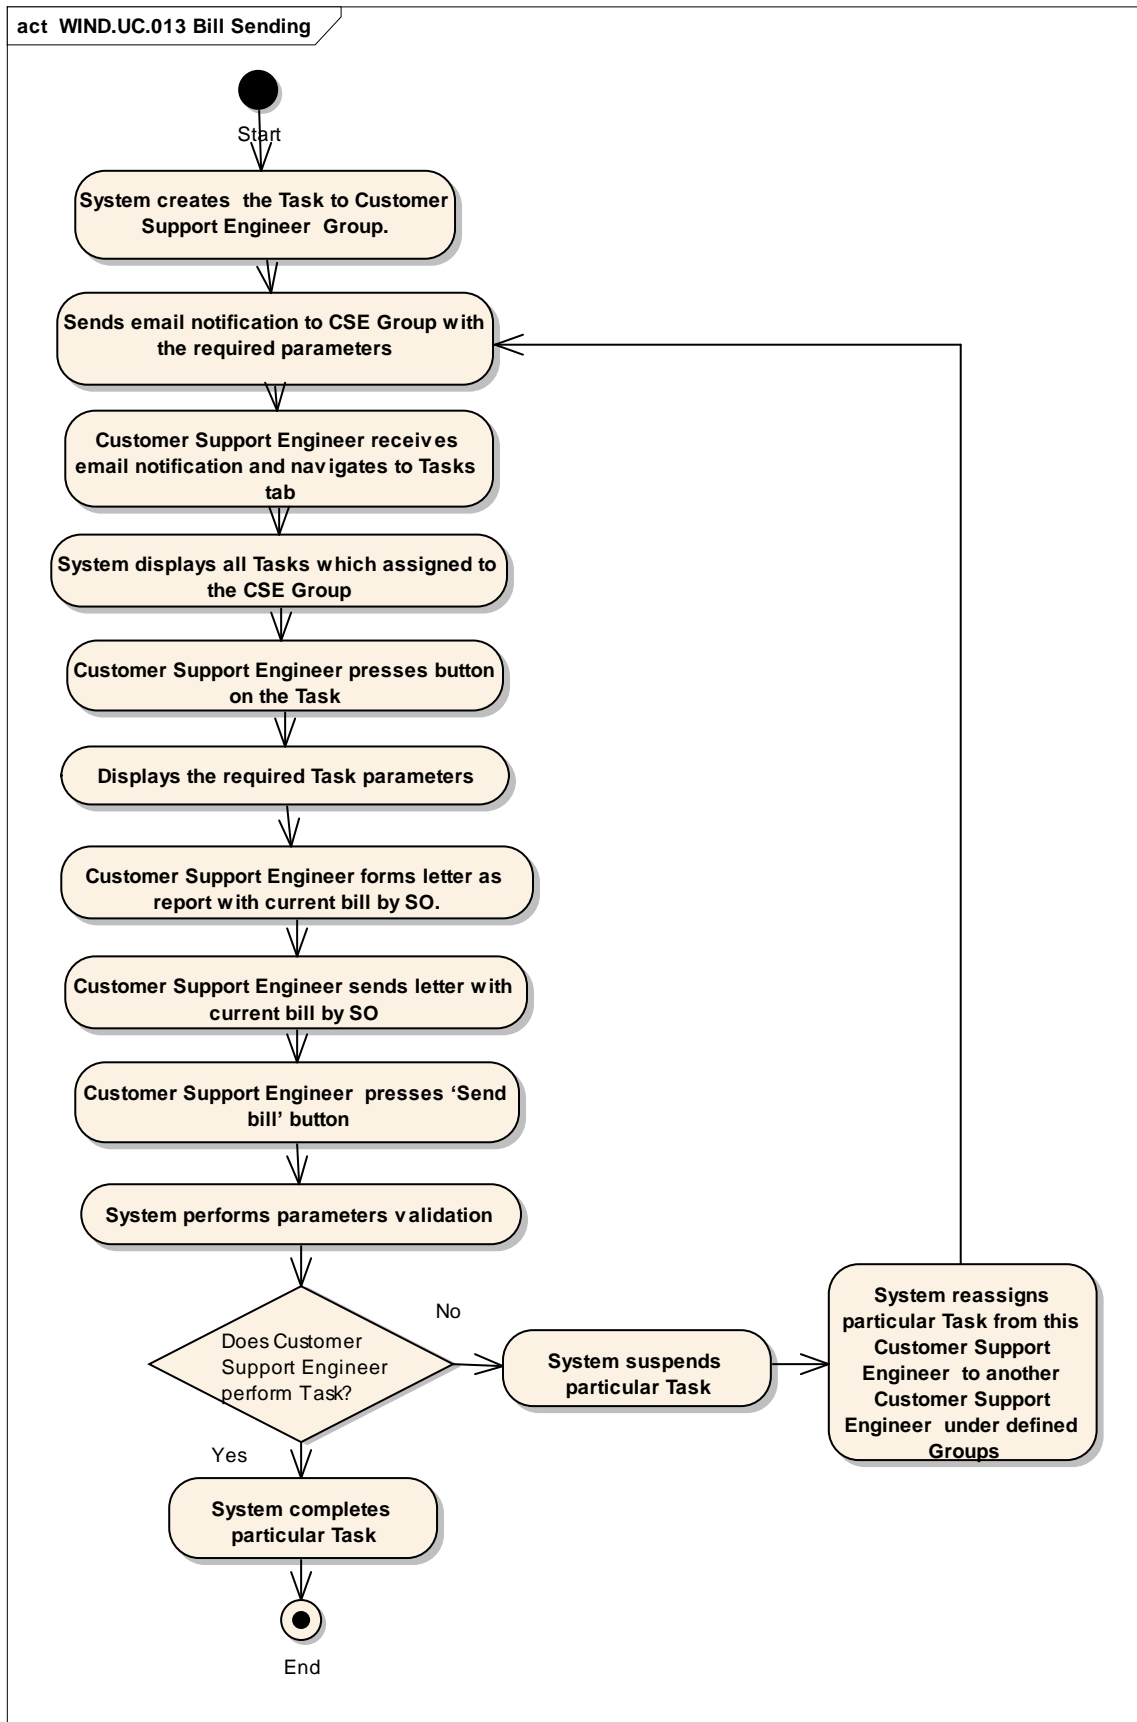 act WIND.UC.013 Bill Sending
Start
System creates the Task to Customer
Support Engineer Group.
Sends email notification to CSE Group with
the required parameters
Customer Support Engineer receives
email notification and navigates to Tasks
tab
System displays all Tasks which assigned to
the CSE Group
Customer Support Engineer presses button
on the Task
Displays the required Task parameters
Customer Support Engineer forms letter as
report with current bill by SO.
Customer Support Engineer sends letter with
current bill by SO
Customer Support Engineer presses ‘Send
bill’ button
System performs parameters validation
Does Customer
Support Engineer
perform Task?
No
System suspends
particular Task
System reassigns
particular Task from this
Customer Support
Engineer to another
Customer Support
Engineer under defined
Groups
Yes
System completes
particular Task
End